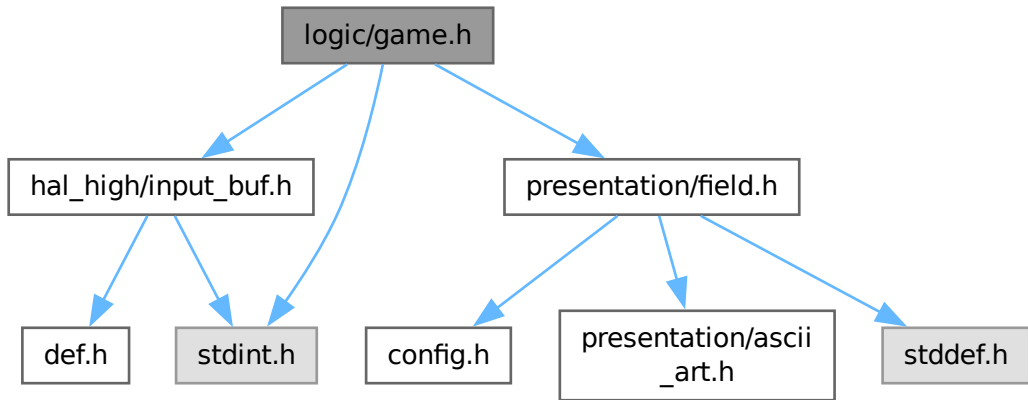 logic/game.h
hal_high/input_buf.h
presentation/field.h
def.h
stdint.h
config.h
presentation/ascii
_art.h
stddef.h